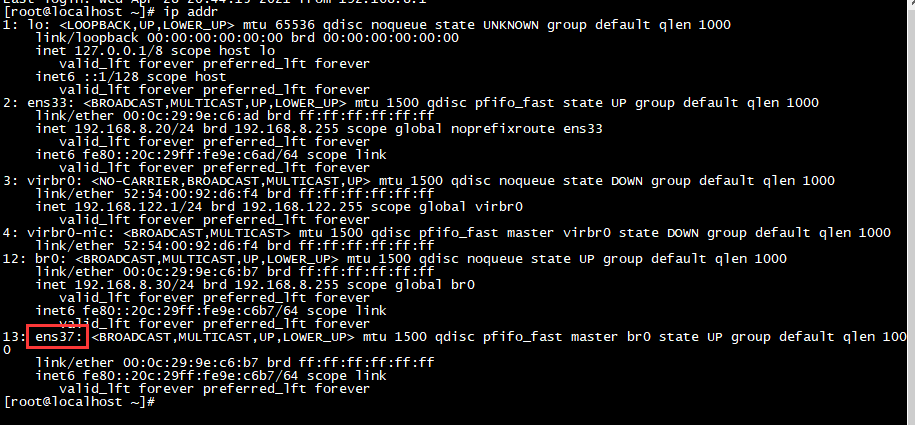 [root@localhost ~]# ip addr
1: lo: <LOOPBACK,UP,LOWER_UP> mtu 65536 qdisc noqueue state UNKNOWN group default qlen 1000
    link/loopback 00:00:00:00:00:00 brd 00:00:00:00:00:00
    inet 127.0.0.1/8 scope host lo
       valid_lft forever preferred_lft forever
    inet6 ::1/128 scope host
       valid_lft forever preferred_lft forever
2: ens33: <BROADCAST,MULTICAST,UP,LOWER_UP> mtu 1500 qdisc pfifo_fast state UP group default qlen 1000
    link/ether 00:0c:29:9e:c6:ad brd ff:ff:ff:ff:ff:ff
    inet 192.168.8.20/24 brd 192.168.8.255 scope global noprefixroute ens33
       valid_lft forever preferred_lft forever
    inet6 fe80::20c:29ff:fe9e:c6ad/64 scope link
       valid_lft forever preferred_lft forever
3: virbr0: <NO-CARRIER,BROADCAST,MULTICAST,UP> mtu 1500 qdisc noqueue state DOWN group default qlen 1000
    link/ether 52:54:00:92:d6:f4 brd ff:ff:ff:ff:ff:ff
    inet 192.168.122.1/24 brd 192.168.122.255 scope global virbr0
       valid_lft forever preferred_lft forever
4: virbr0-nic: <BROADCAST,MULTICAST> mtu 1500 qdisc pfifo_fast master virbr0 state DOWN group default qlen 1000
    link/ether 52:54:00:92:d6:f4 brd ff:ff:ff:ff:ff:ff
12: br0: <BROADCAST,MULTICAST,UP,LOWER_UP> mtu 1500 qdisc noqueue state UP group default qlen 1000
    link/ether 00:0c:29:9e:c6:b7 brd ff:ff:ff:ff:ff:ff
    inet 192.168.8.30/24 brd 192.168.8.255 scope global br0
       valid_lft forever preferred_lft forever
    inet6 fe80::20c:29ff:fe9e:c6b7/64 scope link
       valid_lft forever preferred_lft forever
13: ens37: <BROADCAST,MULTICAST,UP,LOWER_UP> mtu 1500 qdisc pfifo_fast master br0 state UP group default qlen 100
0
    link/ether 00:0c:29:9e:c6:b7 brd ff:ff:ff:ff:ff:ff
    inet6 fe80::20c:29ff:fe9e:c6b7/64 scope link
       valid_lft forever preferred_lft forever
[root@localhost ~]#